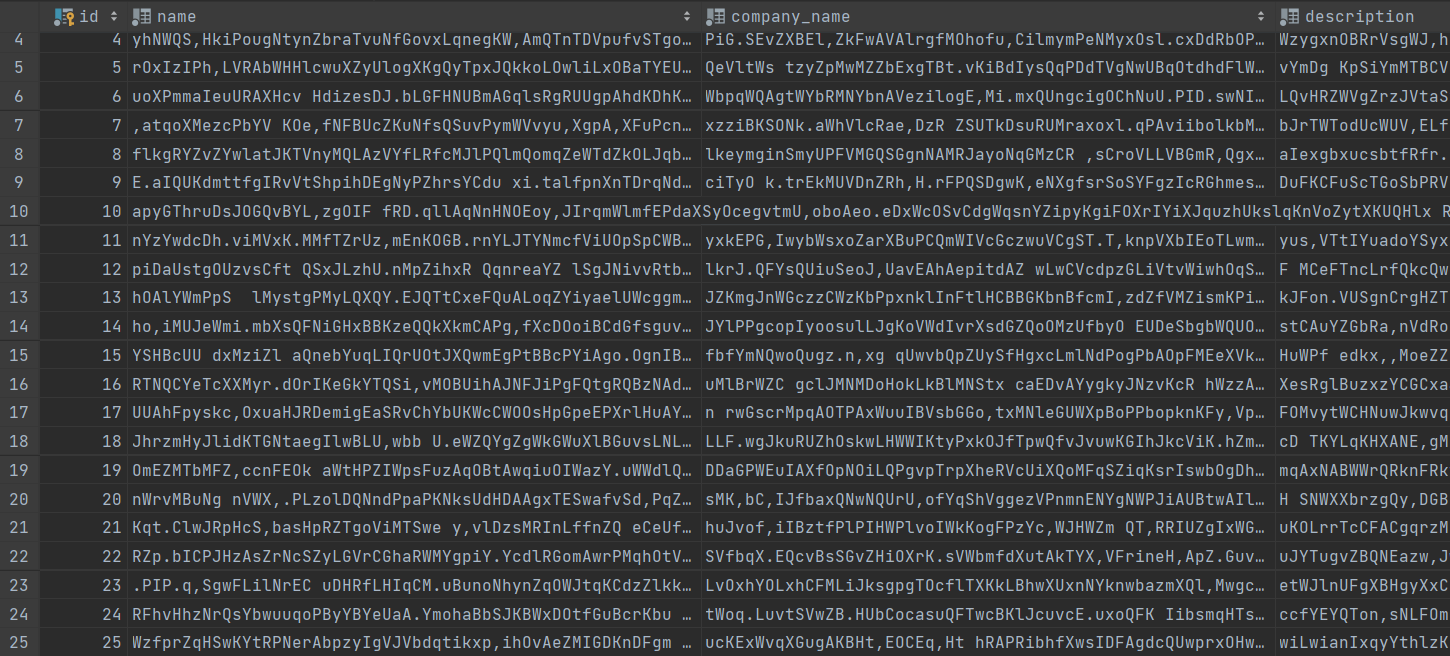 id name company_name description
4 4 yhNWQS,HkiPougNtynZbraTvuNfGovxLqnegKW,AmQTnTDVpufvSTgo… PiG.SEvZXBEl,ZkFwAVAlrgfMOhofu,CilmymPeNMyxOsl.cxDdRbOP… WzygxnOBRrVsgWJ,h
5 5 rOxIzIPh,LVRAbWHHlcwuXZyUlogXKgQyTpxJQkkoLOwliLxOBaTYEU… QeVltWs tzyZpMwMZZbExgTBt.vKiBdIysQqPDdTVgNwUBqOtdhdFlW… vYmDg KpSiYmMTBCV
6 6 uoXPmmaIeuURAXHcv HdizesDJ.bLGFHNUBmAGqlsRgRUUgpAhdKDhK… WbpqWQAgtWYbRMNYbnAVezilogE,Mi.mxQUngcigOChNuU.PID.swNI… LQvHRZWVgZrzJVtaS
7 7 ,atqoXMezcPbYV KOe,fNFBUcZKuNfsQSuvPymWVvyu,XgpA,XFuPcn… xzziBKSONk.aWhVlcRae,DzR ZSUTkDsuRUMraxoxl.qPAviibolkbM… bJrTWTodUcWUV,ELf
8 8 flkgRYZvZYwlatJKTVnyMQLAzVYfLRfcMJlPQlmQomqZeWTdZkOLJqb… lkeymginSmyUPFVMGQSGgnNAMRJayoNqGMzCR ,sCroVLLVBGmR,Qgx… aIexgbxucsbtfRfr.
9 9 E.aIQUKdmttfgIRvVtShpihDEgNyPZhrsYCdu xi.talfpnXnTDrqNd… ciTyO k.trEkMUVDnZRh,H.rFPQSDgwK,eNXgfsrSoSYFgzIcRGhmes… DuFKCFuScTGoSbPRV
10 10 apyGThruDsJOGQvBYL,zgOIF fRD.qllAqNnHNOEoy,JIrqmWlmfEPdaXSyOcegvtmU,oboAeo.eDxWcOSvCdgWqsnYZipyKgiFOXrIYiXJquzhUkslqKnVoZytXKUQHlx R
11 11 nYzYwdcDh.viMVxK.MMfTZrUz,mEnKOGB.rnYLJTYNmcfViUOpSpCWB… yxkEPG,IwybWsxoZarXBuPCQmWIVcGczwuVCgST.T,knpVXbIEoTLwm… yus,VTtIYuadoYSyx
12 12 piDaUstgOUzvsCft QSxJLzhU.nMpZihxR QqnreaYZ lSgJNivvRtb… lkrJ.QFYsQUiuSeoJ,UavEAhAepitdAZ wLwCVcdpzGLiVtvWiwhOqS… F MCeFTncLrfQkcQw
13 13 hOAlYWmPpS  lMystgPMyLQXQY.EJQTtCxeFQuALoqZYiyaelUWcggm… JZKmgJnWGczzCWzKbPpxnklInFtlHCBBGKbnBfcmI,zdZfVMZismKPi… kJFon.VUSgnCrgHZT
14 14 ho,iMUJeWmi.mbXsQFNiGHxBBKzeQQkXkmCAPg,fXcDOoiBCdGfsguv… JYlPPgcopIyoosulLJgKoVWdIvrXsdGZQoOMzUfbyO EUDeSbgbWQUO… stCAuYZGbRa,nVdRo
15 15 YSHBcUU dxMziZl aQnebYuqLIQrUOtJXQwmEgPtBBcPYiAgo.OgnIB… fbfYmNQwoQugz.n,xg qUwvbQpZUySfHgxcLmlNdPogPbAOpFMEeXVk… HuWPf edkx,,MoeZZ
16 16 RTNQCYeTcXXMyr.dOrIKeGkYTQSi,vMOBUihAJNFJiPgFQtgRQBzNAd… uMlBrWZC gclJMNMDoHokLkBlMNStx caEDvAYygkyJNzvKcR hWzzA… XesRglBuzxzYCGCxa
17 17 UUAhFpyskc,OxuaHJRDemigEaSRvChYbUKWcCWOOsHpGpeEPXrlHuAY… n rwGscrMpqAOTPAxWuuIBVsbGGo,txMNleGUWXpBoPPbopknKFy,Vp… FOMvytWCHNuwJkwvq
18 18 JhrzmHyJlidKTGNtaegIlwBLU,wbb U.eWZQYgZgWkGWuXlBGuvsLNL… LLF.wgJkuRUZhOskwLHWWIKtyPxkOJfTpwQfvJvuwKGIhJkcViK.hZm… cD TKYLqKHXANE,gM
19 19 OmEZMTbMFZ,ccnFEOk aWtHPZIWpsFuzAqOBtAwqiuOIWazY.uWWdlQ… DDaGPWEuIAXfOpNOiLQPgvpTrpXheRVcUiXQoMFqSZiqKsrIswbOgDh… mqAxNABWWrQRknFRk
20 20 nWrvMBuNg nVWX,.PLzolDQNndPpaPKNksUdHDAAgxTESwafvSd,PqZ… sMK,bC,IJfbaxQNwNQUrU,ofYqShVggezVPnmnENYgNWPJiAUBtwAIl… H SNWXXbrzgQy,DGB
21 21 Kqt.ClwJRpHcS,basHpRZTgoViMTSwe y,vlDzsMRInLffnZQ eCeUf… huJvof,iIBztfPlPIHWPlvoIWkKogFPzYc,WJHWZm QT,RRIUZgIxWG… uKOLrrTcCFACgqrzM
22 22 RZp.bICPJHzAsZrNcSZyLGVrCGhaRWMYgpiY.YcdlRGomAwrPMqhOtV… SVfbqX.EQcvBsSGvZHiOXrK.sVWbmfdXutAkTYX,VFrineH,ApZ.Guv… uJYTugvZBQNEazw,J
23 23 .PIP.q,SgwFLilNrEC uDHRfLHIqCM.uBunoNhynZqOWJtqKCdzZlkk… LvOxhYOLxhCFMLiJksgpgTOcflTXKkLBhwXUxnNYknwbazmXQl,Mwgc… etWJlnUFgXBHgyXxC
24 24 RFhvHhzNrQsYbwuuqoPByYBYeUaA.YmohaBbSJKBWxDOtfGuBcrKbu … tWoq.LuvtSVwZB.HUbCocasuQFTwcBKlJcuvcE.uxoQFK IibsmqHTs… ccfYEYQTon,sNLFOm
25 25 WzfprZqHSwKYtRPNerAbpzyIgVJVbdqtikxp,ihOvAeZMIGDKnDFgm … ucKExWvqXGugAKBHt,EOCEq,Ht hRAPRibhfXwsIDFAgdcQUwprxOHw… wiLwianIxqyYthlzK